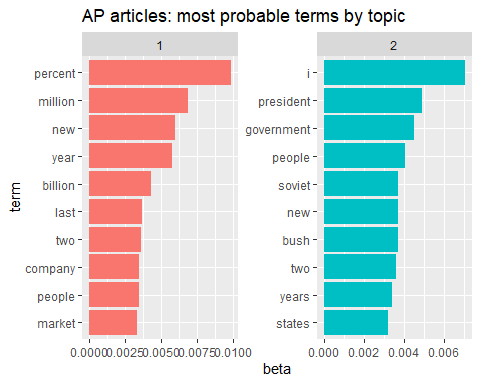 AP articles: most probable terms by topic
1
percent
million
new
year
billion
last
two
company
people
market
0.0000 0.0025 0.0050 0.0075 0.0100
2
i
president
government
people
soviet
new
bush
two
years
states
0.000 0.002 0.004 0.006
term
beta